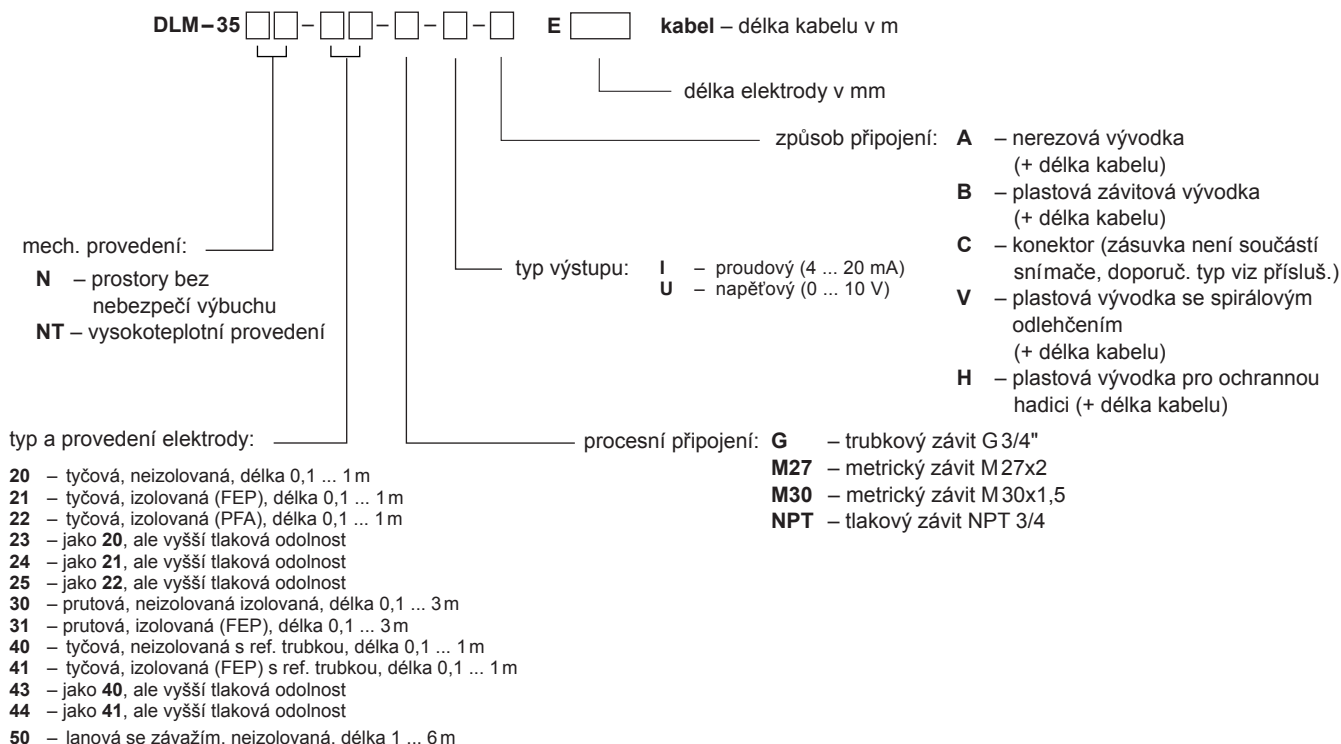 DLM–35 – – – – E kabel – délka kabelu v m
délka elektrody v mm
způsob připojení: A – nerezová vývodka
(+ délka kabelu)
B – plastová závitová vývodka
(+ délka kabelu)
C – konektor (zásuvka není součástí
snímače, doporuč. typ viz přísluš.)
V – plastová vývodka se spirálovým
odlehčením
(+ délka kabelu)
H – plastová vývodka pro ochrannou
hadici (+ délka kabelu)
mech. provedení:
N – prostory bez
nebezpečí výbuchu
NT – vysokoteplotní provedení
typ výstupu: I – proudový (4 ... 20 mA)
U – napěťový (0 ... 10 V)
typ a provedení elektrody:
20 – tyčová, neizolovaná, délka 0,1 ... 1 m
21 – tyčová, izolovaná (FEP), délka 0,1 ... 1 m
22 – tyčová, izolovaná (PFA), délka 0,1 ... 1 m
23 – jako 20, ale vyšší tlaková odolnost
24 – jako 21, ale vyšší tlaková odolnost
25 – jako 22, ale vyšší tlaková odolnost
30 – prutová, neizolovaná izolovaná, délka 0,1 ... 3 m
31 – prutová, izolovaná (FEP), délka 0,1 ... 3 m
40 – tyčová, neizolovaná s ref. trubkou, délka 0,1 ... 1 m
41 – tyčová, izolovaná (FEP) s ref. trubkou, délka 0,1 ... 1 m
43 – jako 40, ale vyšší tlaková odolnost
44 – jako 41, ale vyšší tlaková odolnost
50 – lanová se závažím, neizolovaná, délka 1 ... 6 m
procesní připojení: G – trubkový závit G 3/4"
M27 – metrický závit M 27x2
M30 – metrický závit M 30x1,5
NPT – tlakový závit NPT 3/4